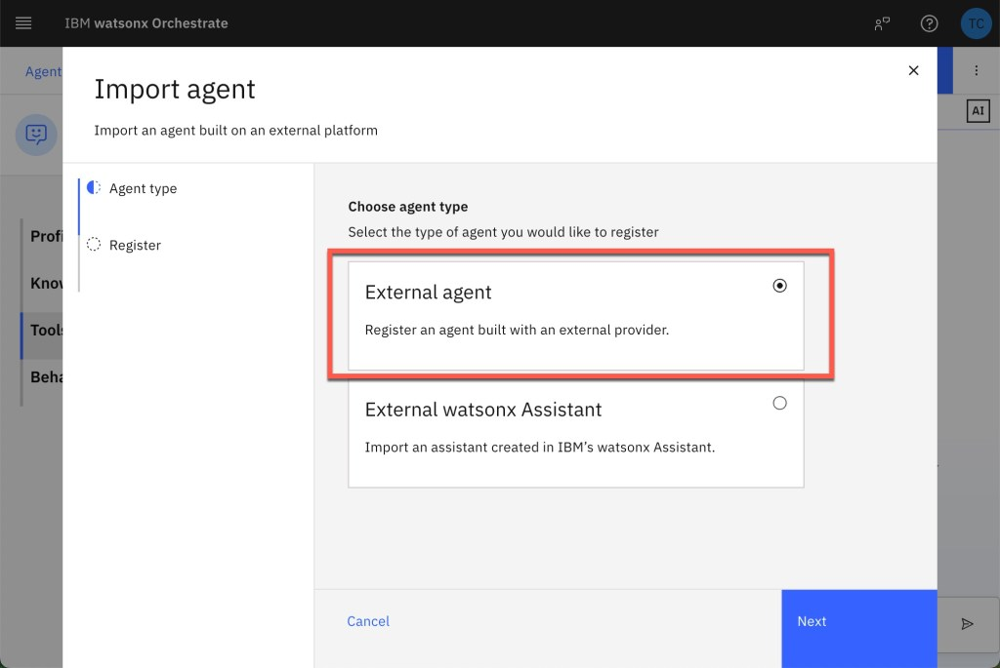 IBM watsonx Orchestrate
TC
Agent
AI
Import agent
Import an agent built on an external platform
Agent type
Register
Choose agent type
Select the type of agent you would like to register
External agent
Register an agent built with an external provider.
External watsonx Assistant
Import an assistant created in IBM's watsonx Assistant.
Profi
Know
Tools
Beha
Cancel
Next